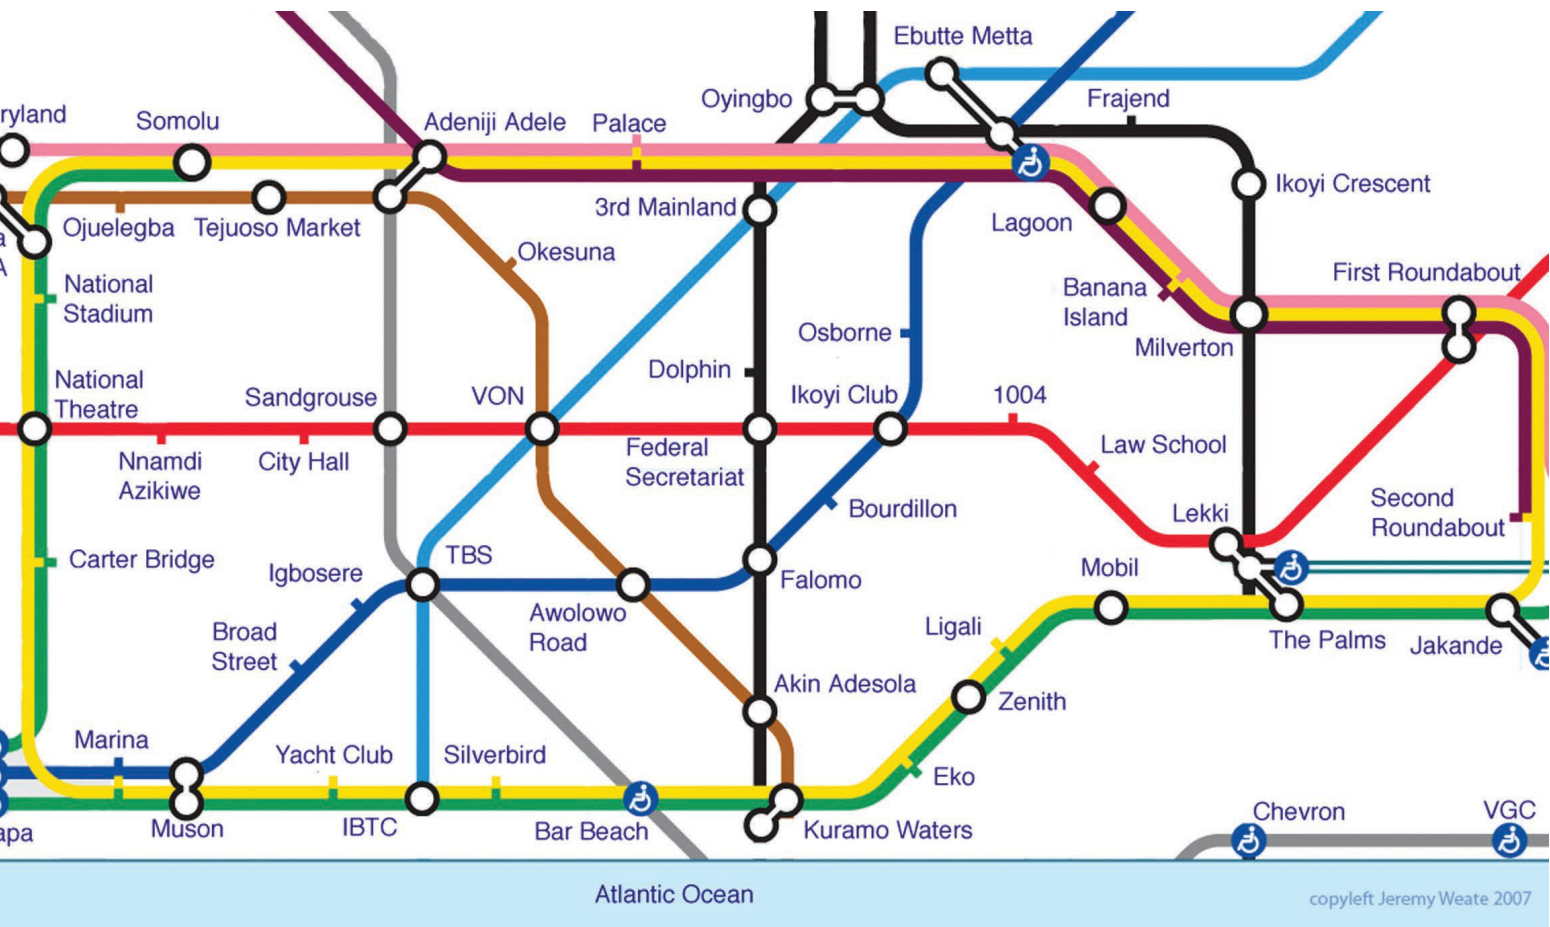 Ebutte Metta
Oyingbo
Frajend
ryland
Somolu
Adeniji Adele
Palace
Ikoyi Crescent
3rd Mainland
Lagoon
a
A
Ojuelegba
Tejuoso Market
Okesuna
National
Stadium
Banana
Island
First Roundabout
Osborne
Milverton
Dolphin
National
Theatre
Sandgrouse
VON
Ikoyi Club
1004
Nnamdi
Azikiwe
City Hall
Federal
Secretariat
Law School
Bourdillon
Lekki
Second
Roundabout
Carter Bridge
Igbosere
TBS
Falomo
Mobil
Awolowo
Road
Broad
Street
Ligali
The Palms
Jakande
Akin Adesola
Zenith
Marina
Yacht Club
Silverbird
Eko
apa
Muson
IBTC
Bar Beach
Kuramo Waters
Chevron
VGC
Atlantic Ocean
copyleft Jeremy Weate 2007